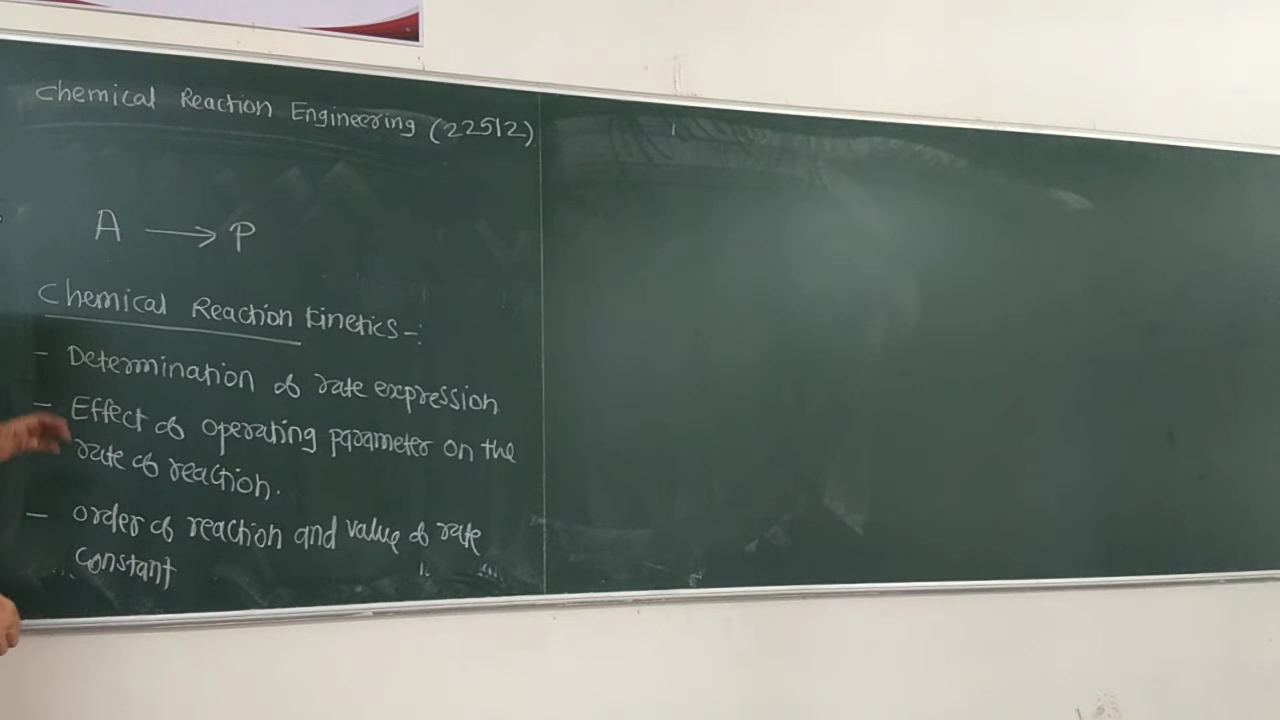 Chemical Reaction Engineering (22512)
A → P
Chemical Reaction Kinetics-:
- Determination of rate expression
- Effect of operating parameter on the
rate of reaction.
- order of reaction and value of rate
constant